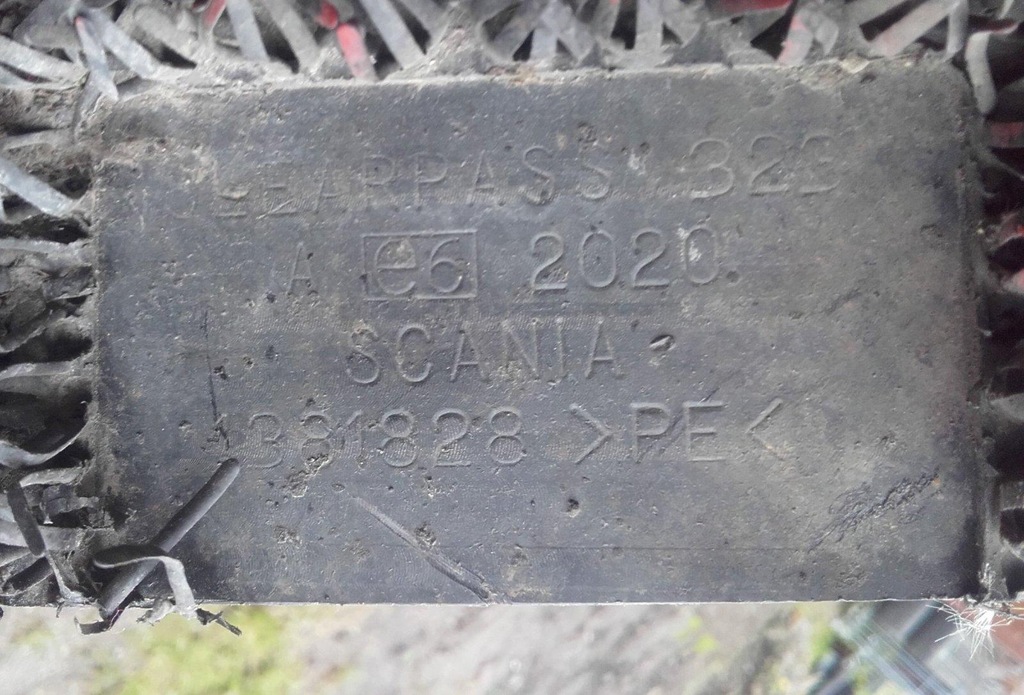 CLEARPASS 323
A e6 2020
SCANIA
1381828 >PE<